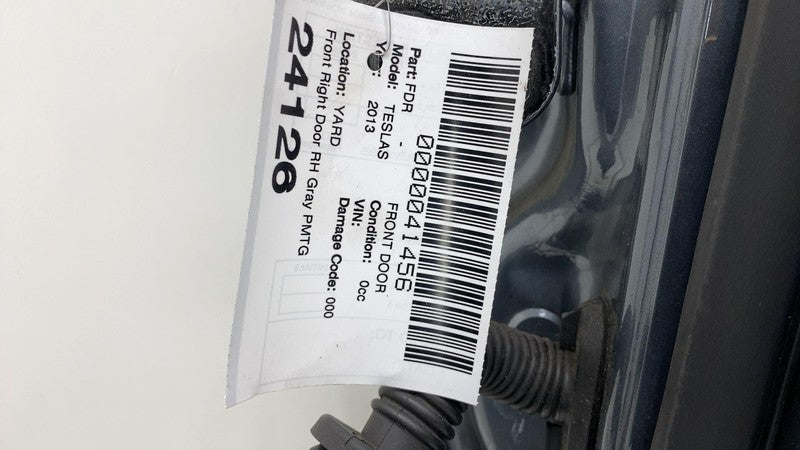 0000041456
Part: FDR - FRONT DOOR
Model: TESLAS Condition: 0cc
Year: 2013 VIN:
Location: YARD Damage Code: 000
Front Right Door RH Gray PMTG
24126